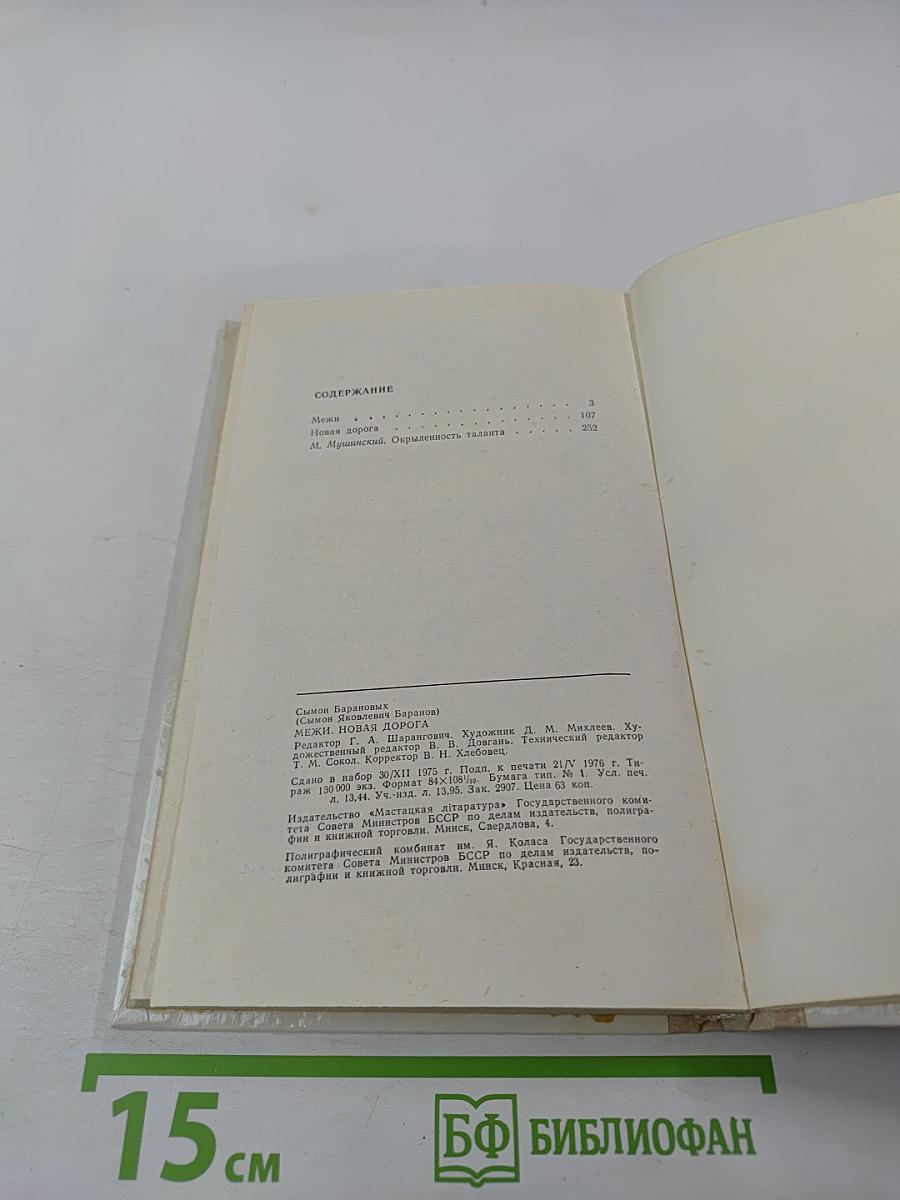 СОДЕРЖАНИЕ
Межи . . . . . . . . . . . . . . . . . 3
Новая дорога . . . . . . . . . . . . . . 107
М. Мушинский. Окрыленность таланта . . . . . 252
Сымон Барановых
(Сымон Яковлевич Баранов)
МЕЖИ. НОВАЯ ДОРОГА
Редактор Г. А. Шарангович. Художник Д. М. Михлеев. Ху-
дожественный редактор В. В. Довгань. Технический редактор
Т. М. Сокол. Корректор В. Н. Хлебовец.
Сдано в набор 30/XII 1975 г. Подп. к печати 21/V 1976 г. Ти-
раж 130 000 экз. Формат 84×108¹/₃₂. Бумага тип. № 1. Усл. печ.
л. 13,44. Уч.-изд. л. 13,95. Зак. 2907. Цена 63 коп.
Издательство «Мастацкая літаратура» Государственного коми-
тета Совета Министров БССР по делам издательств, полигра-
фии и книжной торговли. Минск, Свердлова, 4.
Полиграфический комбинат им. Я. Коласа Государственного
комитета Совета Министров БССР по делам издательств, по-
лиграфии и книжной торговли. Минск, Красная, 23.
15 см
БФ БИБЛИОФАН